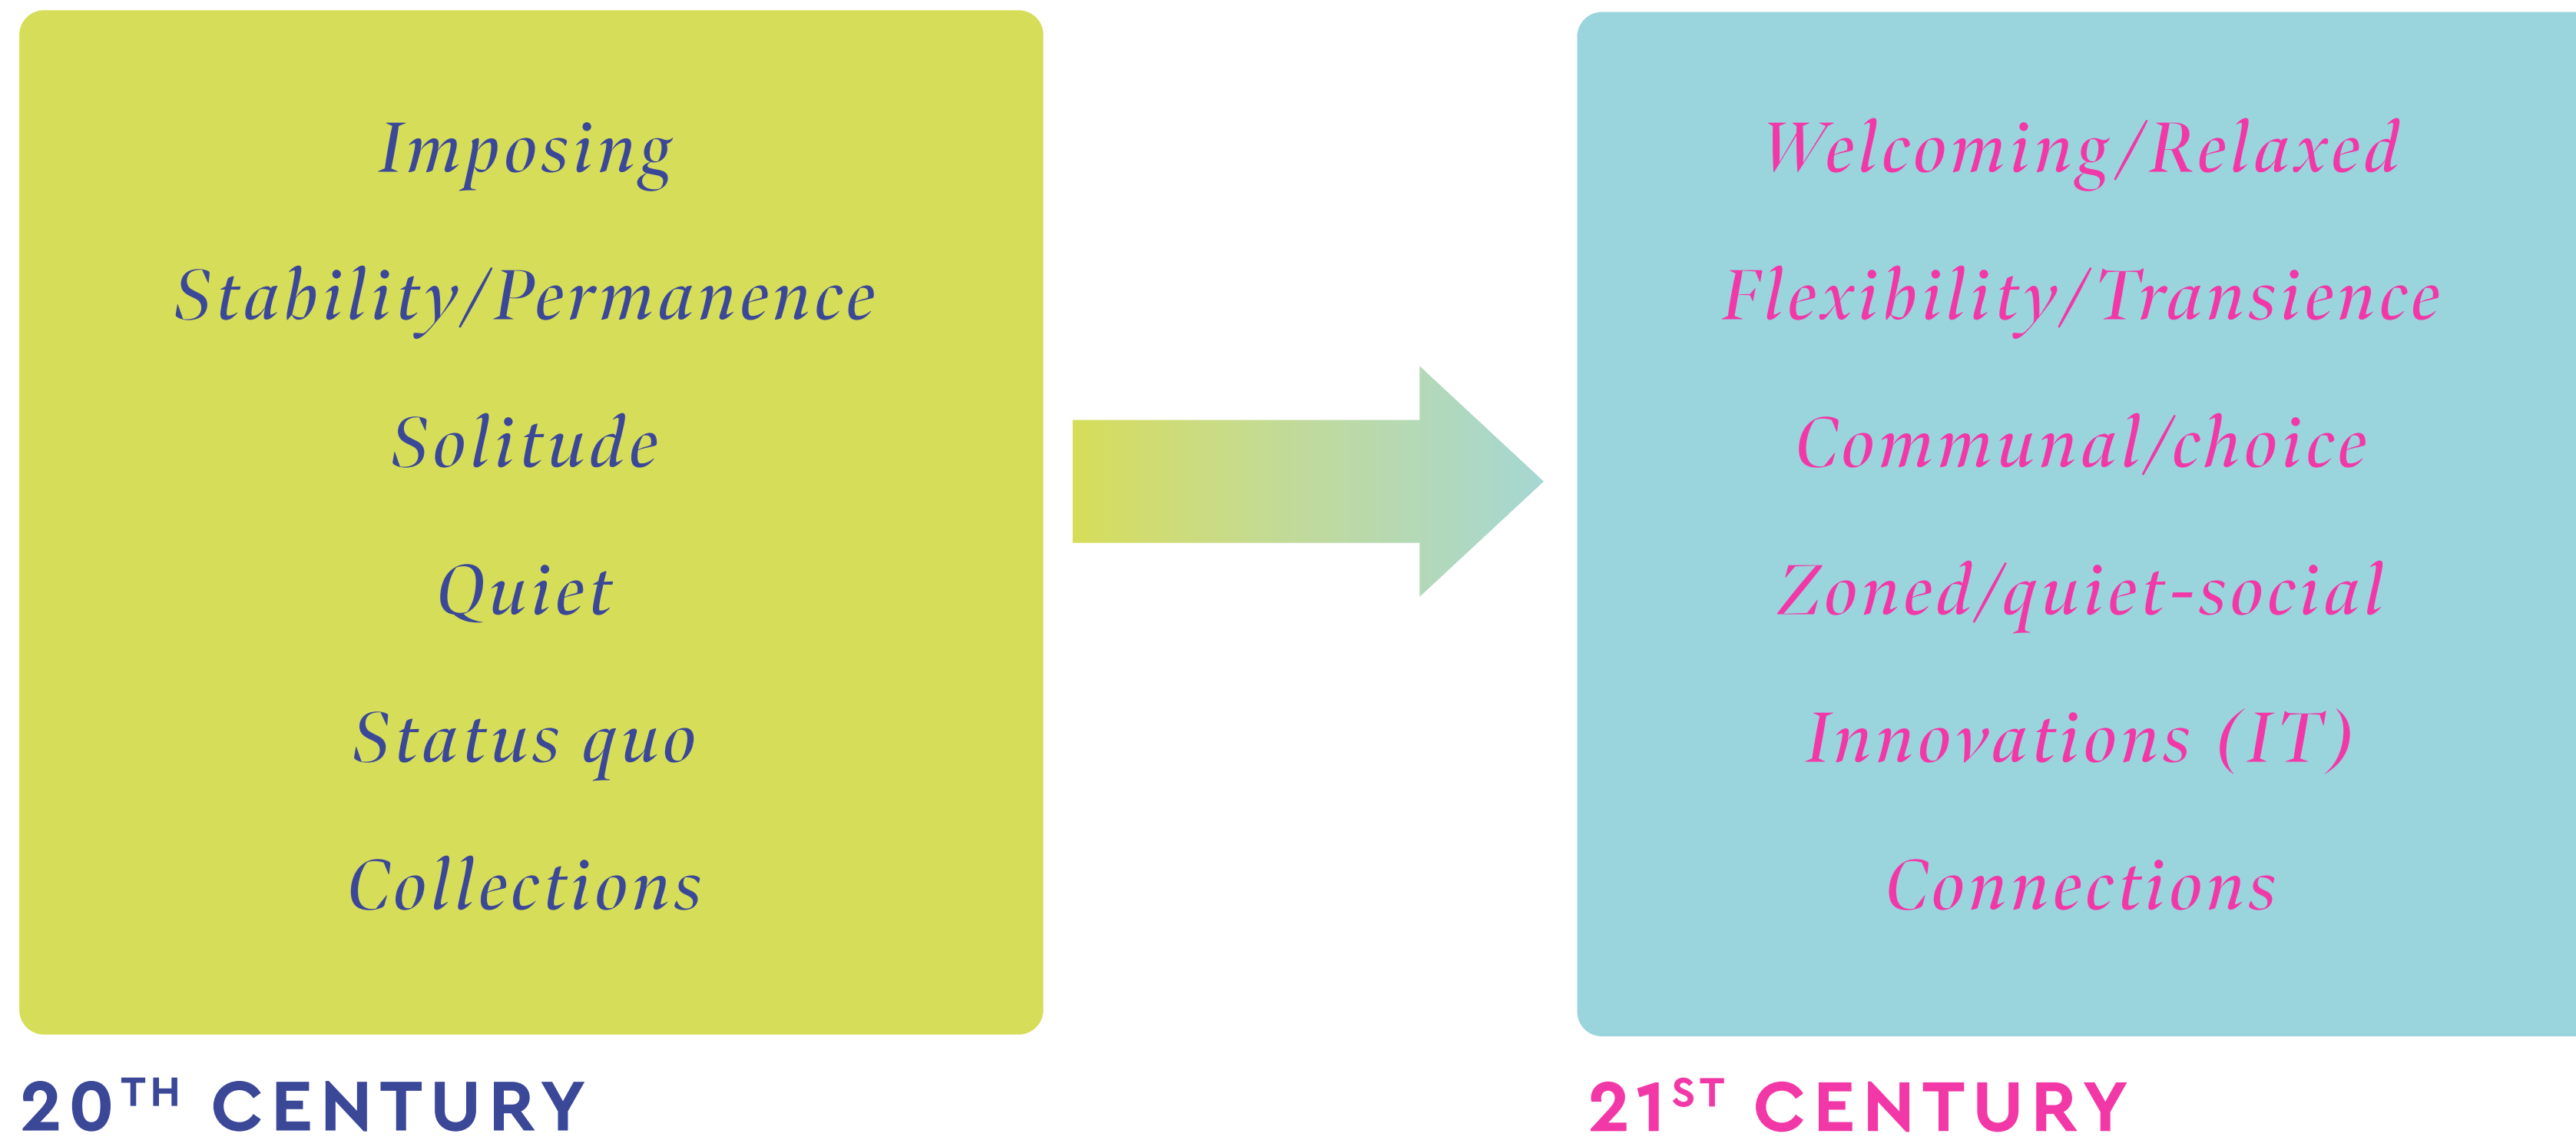 Imposing
Stability/Permanence
Solitude
Quiet
Status quo
Collections
20TH CENTURY
Welcoming/Relaxed
Flexibility/Transience
Communal/choice
Zoned/quiet-social
Innovations (IT)
Connections
21ST CENTURY